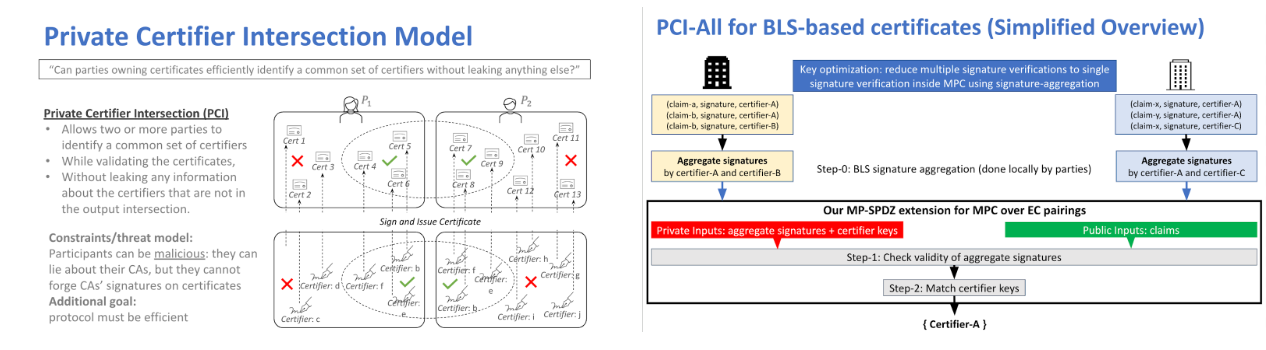 Private Certifier Intersection Model
“Can parties owning certificates efficiently identify a common set of certifiers without leaking anything else?”
Private Certifier Intersection (PCI)
• Allows two or more parties to
identify a common set of certifiers
• While validating the certificates,
• Without leaking any information
about the certifiers that are not in
the output intersection.
Constraints/threat model:
Participants can be malicious: they can
lie about their CAs, but they cannot
forge CAs’ signatures on certificates
Additional goal:
protocol must be efficient
P1
P2
Cert 1
Cert 2
Cert 3
Cert 4
Cert 5
Cert 6
Cert 7
Cert 8
Cert 9
Cert 10
Cert 11
Cert 12
Cert 13
Sign and Issue Certificate
Certifier: c
Certifier: d
Certifier: f
Certifier: b
Certifier:
e
Certifier: f
Certifier: b
Certifier:
e
Certifier: h
Certifier: g
Certifier: i
Certifier: j
PCI-All for BLS-based certificates (Simplified Overview)
Key optimization: reduce multiple signature verifications to single
signature verification inside MPC using signature-aggregation
(claim-a, signature, certifier-A)
(claim-b, signature, certifier-A)
(claim-b, signature, certifier-B)
(claim-x, signature, certifier-A)
(claim-y, signature, certifier-A)
(claim-x, signature, certifier-C)
Aggregate signatures
by certifier-A and certifier-B
Step-0: BLS signature aggregation (done locally by parties)
Aggregate signatures
by certifier-A and certifier-C
Our MP-SPDZ extension for MPC over EC pairings
Private Inputs: aggregate signatures + certifier keys
Public Inputs: claims
Step-1: Check validity of aggregate signatures
Step-2: Match certifier keys
{ Certifier-A }